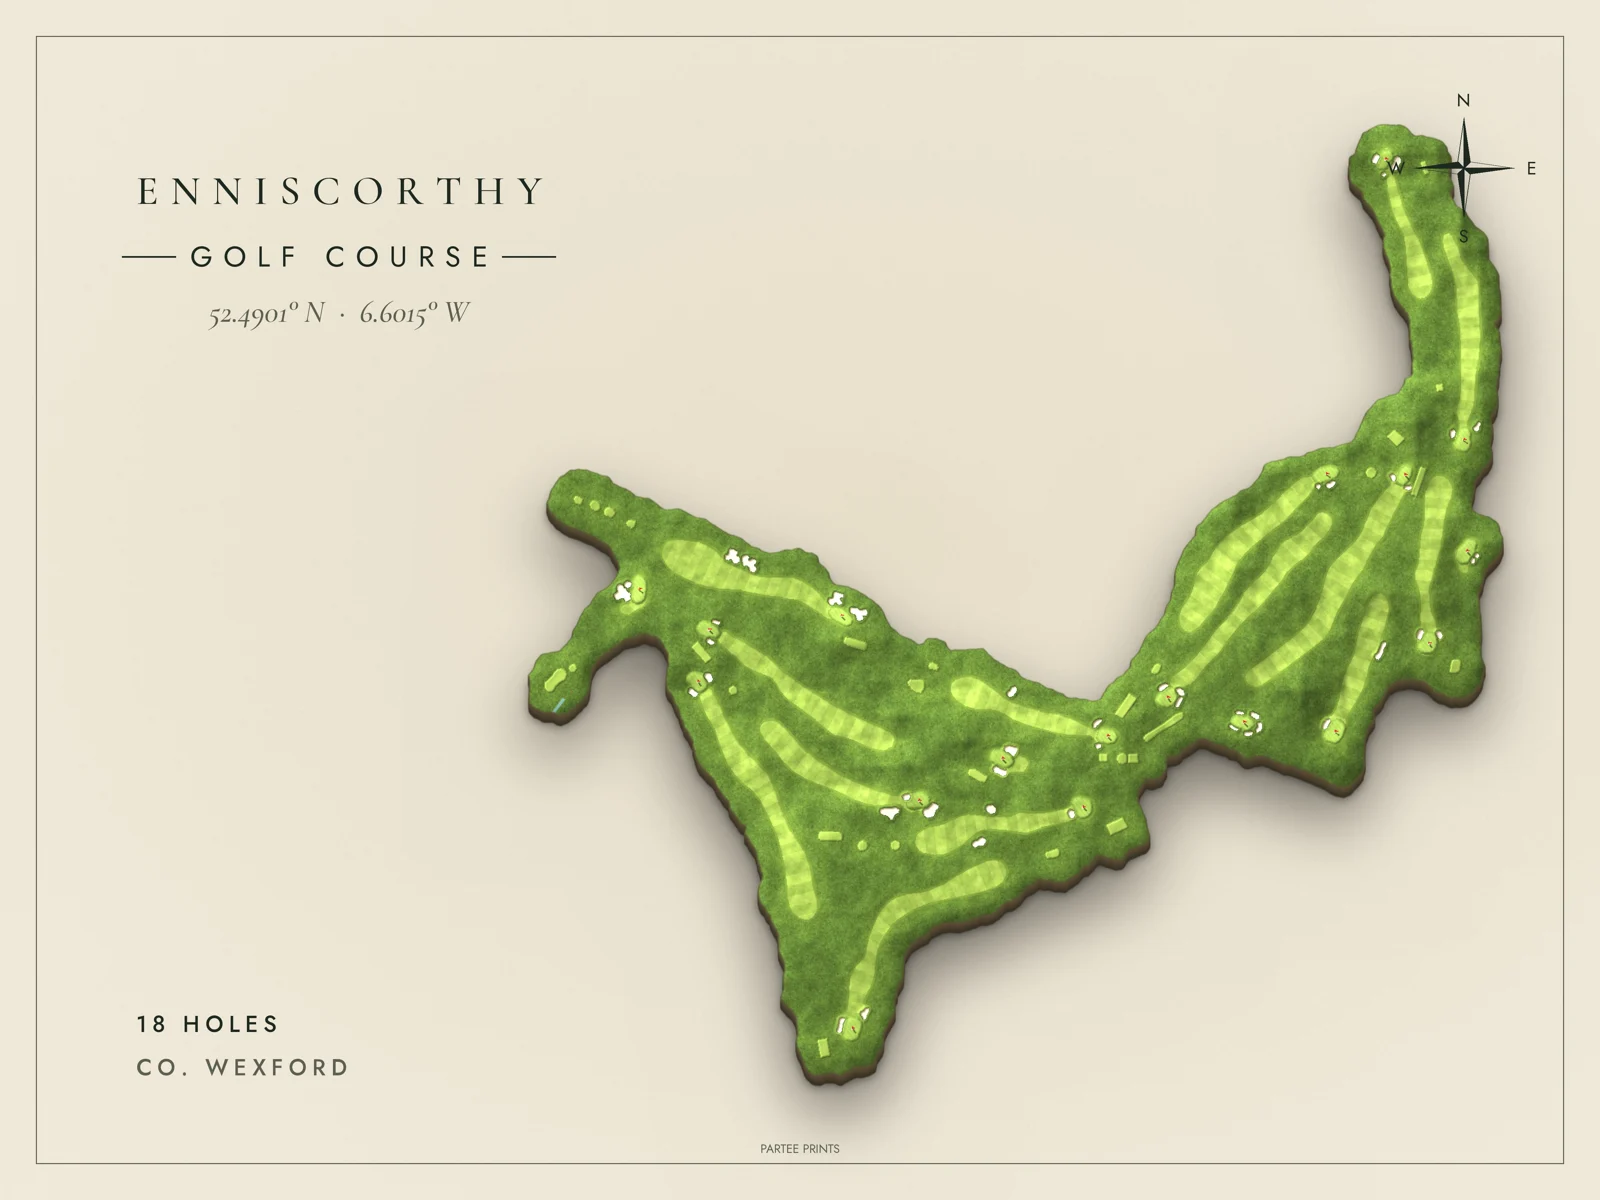 ENNISCORTHY
GOLF COURSE
52.4901° N · 6.6015° W
N
W
E
S
18 HOLES
CO. WEXFORD
PARTEE PRINTS